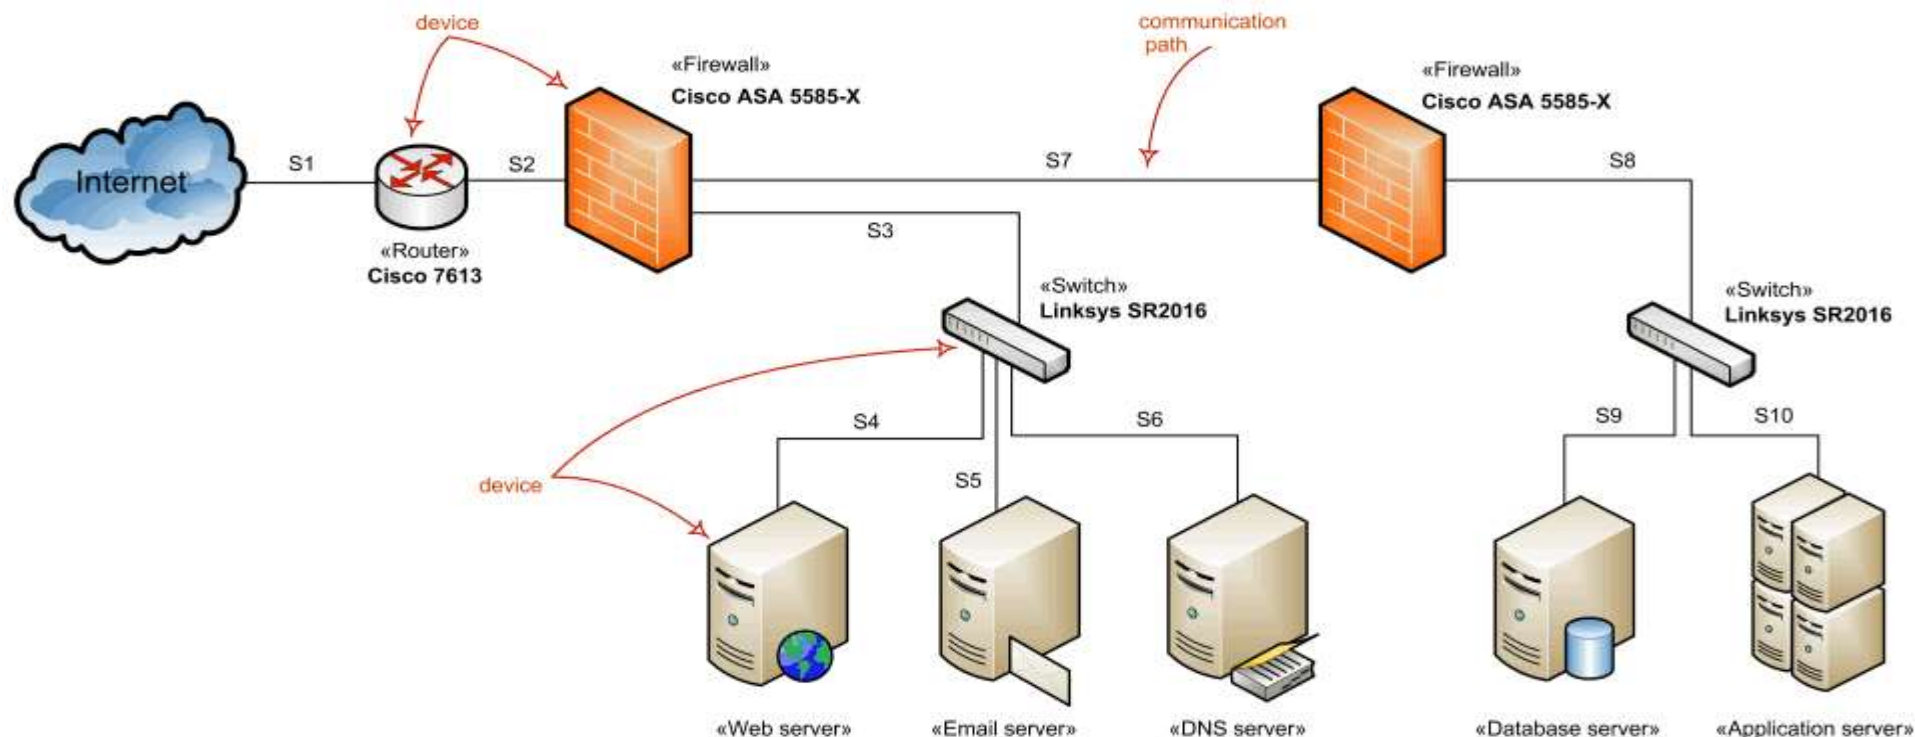 device
communication
path
«Firewall»
Cisco ASA 5585-X
«Firewall»
Cisco ASA 5585-X
Internet
S1
S2
S7
S8
S3
«Router»
Cisco 7613
«Switch»
Linksys SR2016
«Switch»
Linksys SR2016
S4
S6
S9
S10
device
S5
«Web server»
«Email server»
«DNS server»
«Database server»
«Application server»